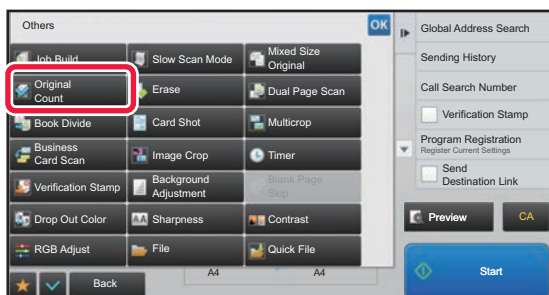 Others
OK
Job Build
Slow Scan Mode
Mixed Size
Original
Original
Count
Erase
Dual Page Scan
Book Divide
Card Shot
Multicrop
Business
Card Scan
Image Crop
Timer
Verification Stamp
Background
Adjustment
Blank Page
Skip
Drop Out Color
AA Sharpness
Contrast
RGB Adjust
File
Quick File
Back
A4
A4
Global Address Search
Sending History
Call Search Number
Verification Stamp
Program Registration
Register Current Settings
Send
Destination Link
Preview
CA
Start